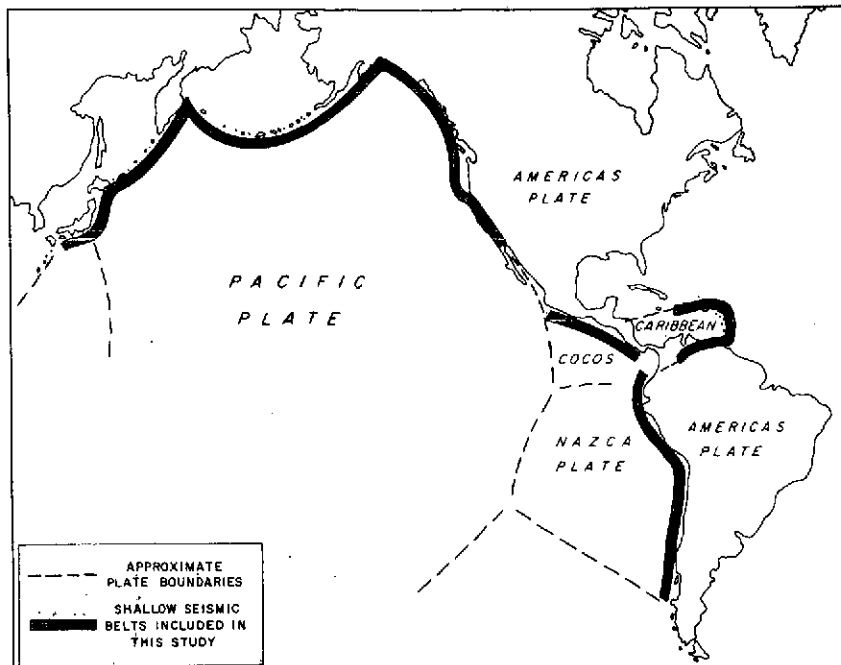 AMERICAS
PLATE
PACIFIC
PLATE
CARIBBEAN
COCOS
NAZCA
PLATE
AMERICAS
PLATE
APPROXIMATE
PLATE BOUNDARIES
SHALLOW SEISMIC
BELTS INCLUDED IN
THIS STUDY